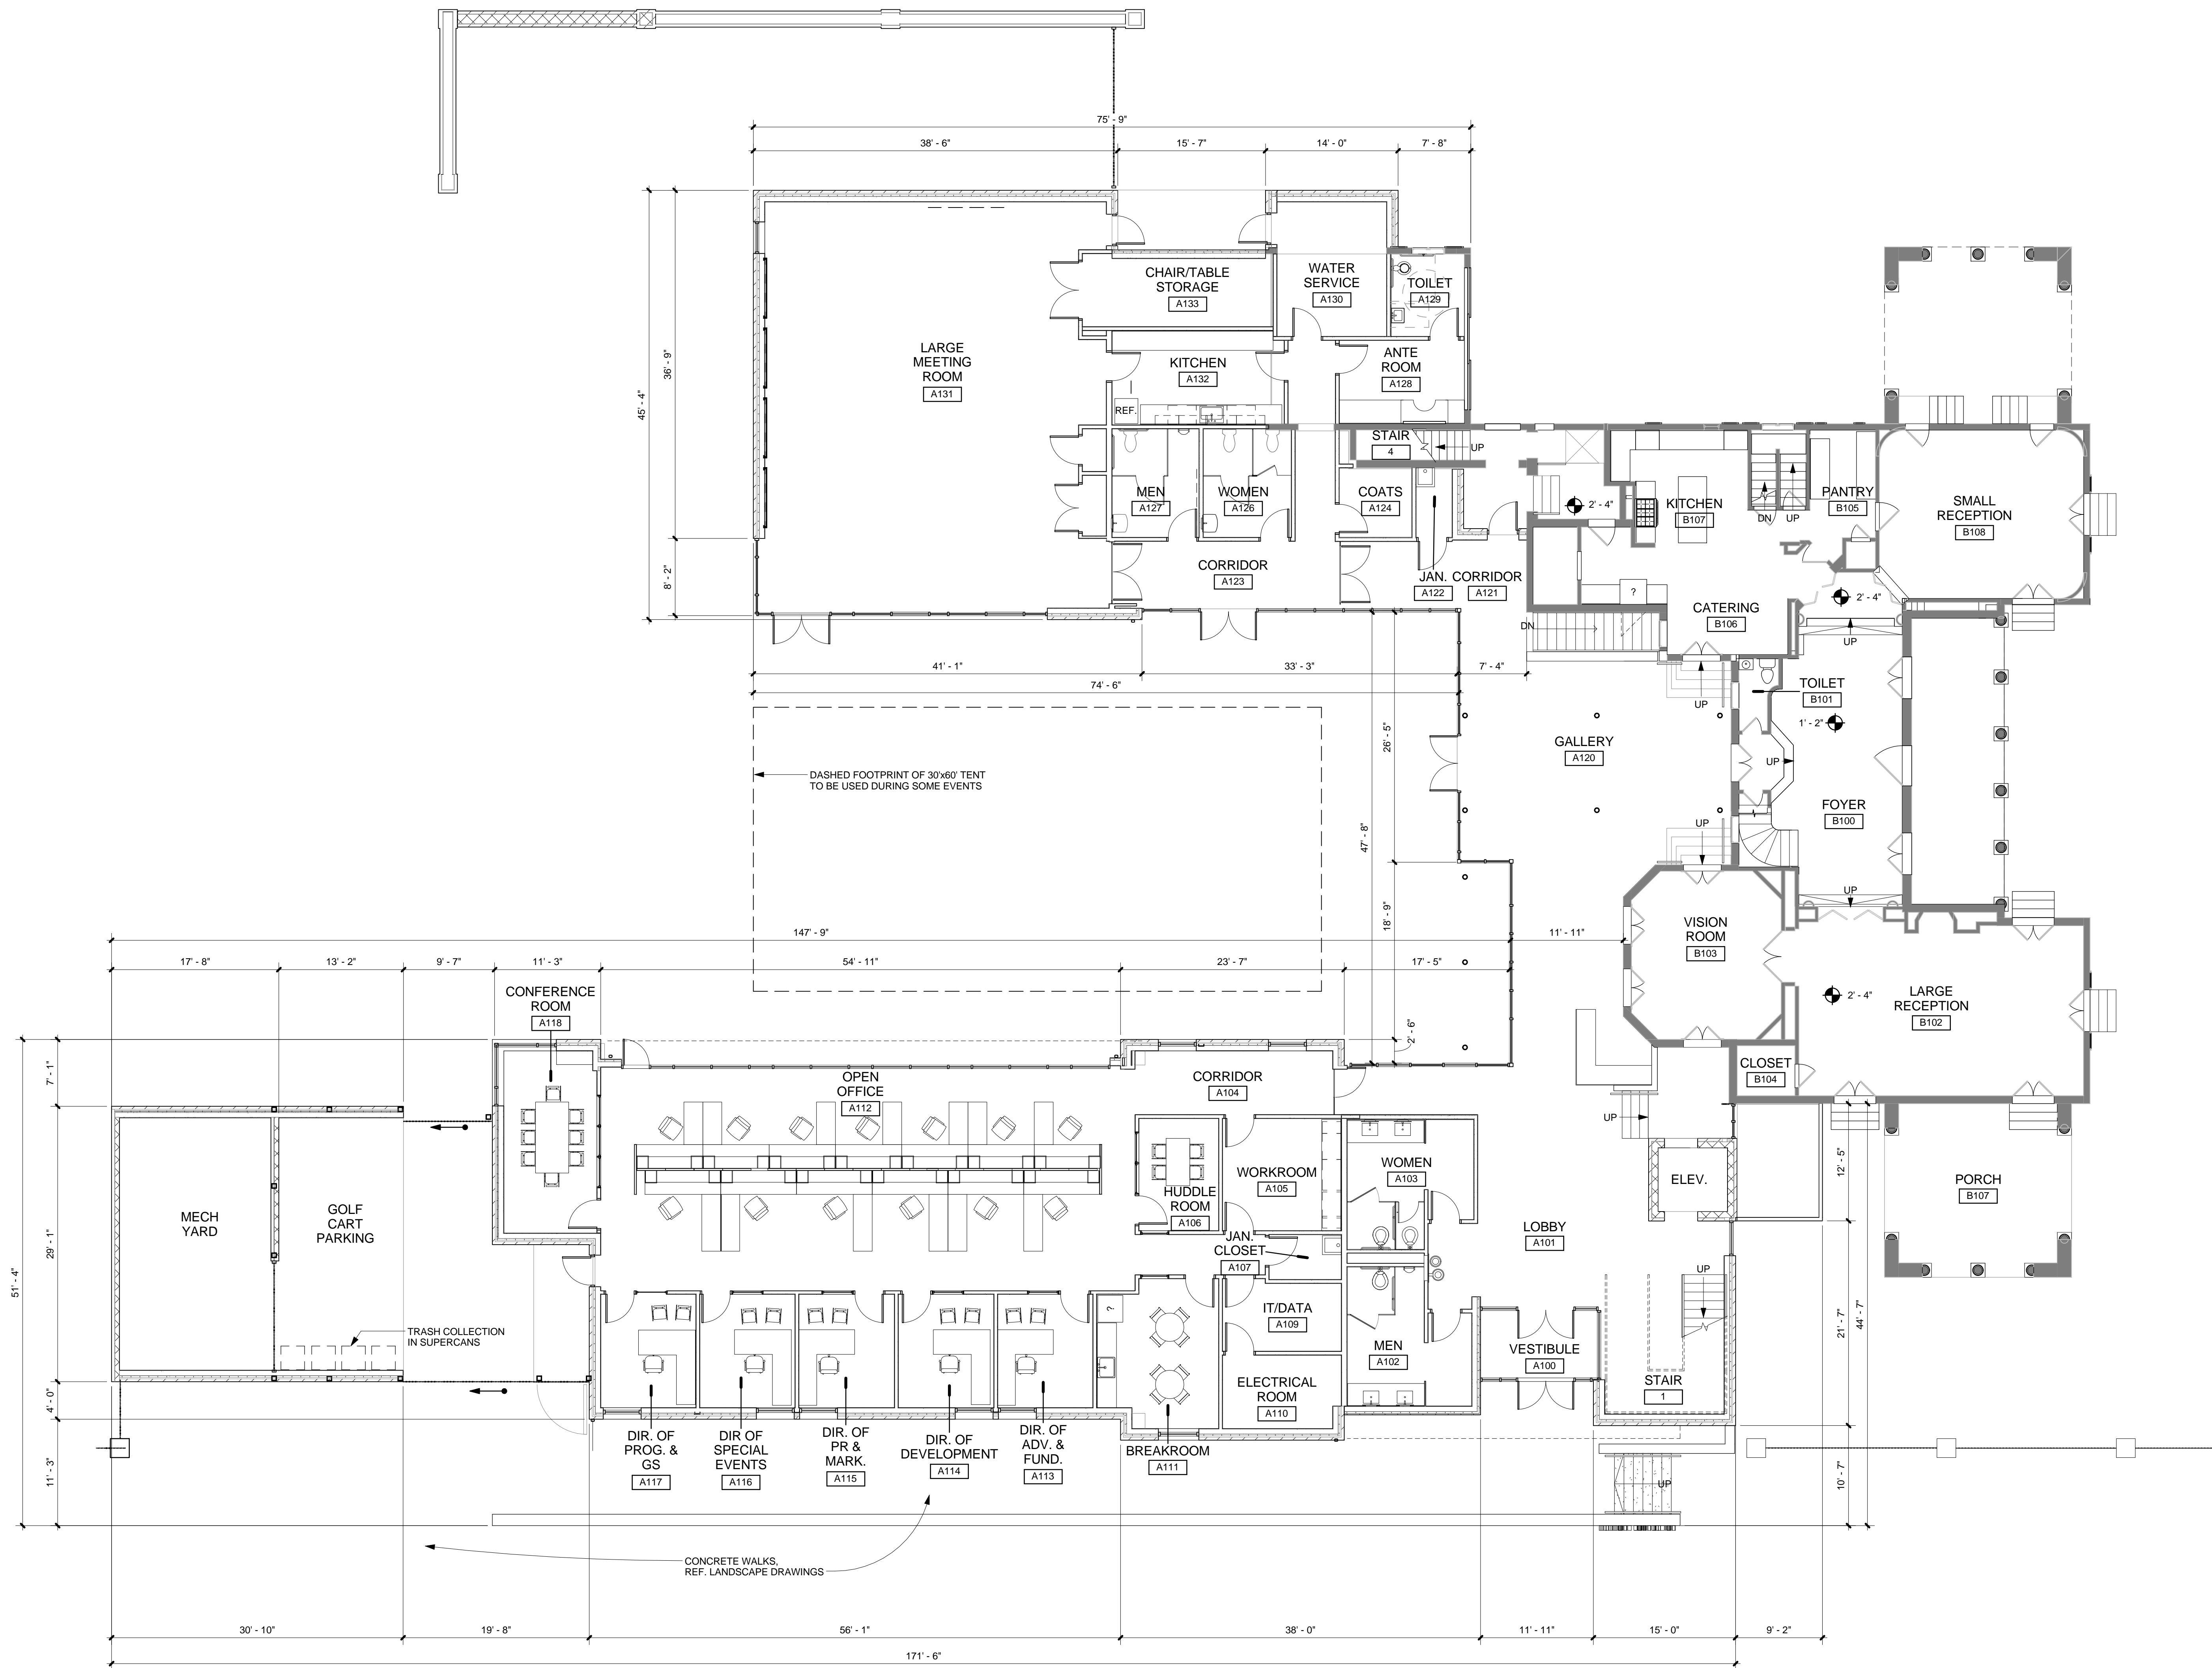 75' - 9"
38' - 6"
15' - 7"
14' - 0"
7' - 8"
45' - 4"
36' - 9"
8' - 2"
CHAIR/TABLE
STORAGE
A133
WATER
SERVICE
A130
TOILET
A129
LARGE
MEETING
ROOM
A131
KITCHEN
A132
REF.
ANTE
ROOM
A128
STAIR
4
UP
MEN
A127
WOMEN
A126
COATS
A124
CORRIDOR
A123
JAN.
A122
CORRIDOR
A121
2' - 4"
KITCHEN
B107
DN
UP
PANTRY
B105
SMALL
RECEPTION
B108
?
CATERING
B106
2' - 4"
UP
DN
41' - 1"
33' - 3"
7' - 4"
74' - 6"
UP
TOILET
B101
1' - 2"
DASHED FOOTPRINT OF 30'x60' TENT
TO BE USED DURING SOME EVENTS
26' - 5"
47' - 8"
18' - 9"
2' - 6"
GALLERY
A120
UP
FOYER
B100
UP
UP
VISION
ROOM
B103
2' - 4"
LARGE
RECEPTION
B102
CLOSET
B104
147' - 9"
11' - 11"
17' - 8"
13' - 2"
9' - 7"
11' - 3"
54' - 11"
23' - 7"
17' - 5"
CONFERENCE
ROOM
A118
51' - 4"
7' - 1"
29' - 1"
4' - 0"
11' - 3"
OPEN
OFFICE
A112
CORRIDOR
A104
MECH
YARD
GOLF
CART
PARKING
TRASH COLLECTION
IN SUPERCANS
HUDDLE
ROOM
A106
WORKROOM
A105
WOMEN
A103
JAN.
CLOSET
A107
LOBBY
A101
UP
ELEV.
12' - 5"
PORCH
B107
UP
?
IT/DATA
A109
MEN
A102
VESTIBULE
A100
STAIR
1
21' - 7"
44' - 7"
10' - 7"
ELECTRICAL
ROOM
A110
DIR. OF
PROG. &
GS
A117
DIR OF
SPECIAL
EVENTS
A116
DIR. OF
PR &
MARK.
A115
DIR. OF
DEVELOPMENT
A114
DIR. OF
ADV. &
FUND.
A113
BREAKROOM
A111
UP
CONCRETE WALKS,
REF. LANDSCAPE DRAWINGS
30' - 10"
19' - 8"
56' - 1"
38' - 0"
11' - 11"
15' - 0"
9' - 2"
171' - 6"